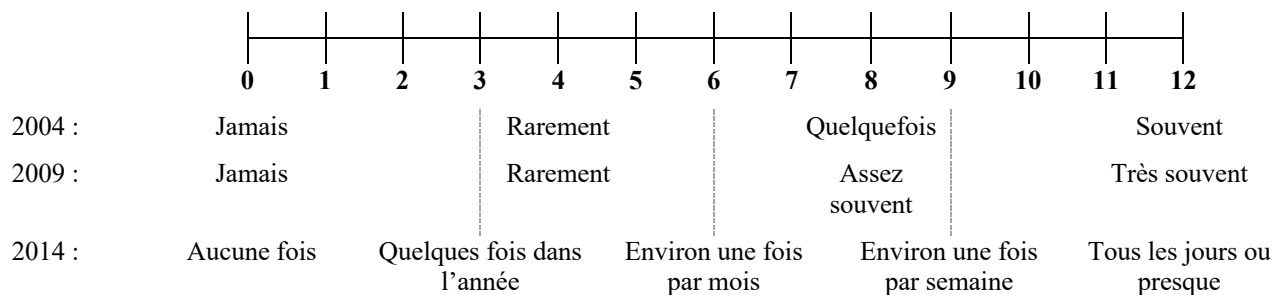 0 1 2 3 4 5 6 7 8 9 10 11 12
2004 : Jamais Rarement Quelquefois Souvent
2009 : Jamais Rarement Assez Très souvent
souvent
2014 : Aucune fois Quelques fois dans Environ une fois Environ une fois Tous les jours ou
l’année par mois par semaine presque